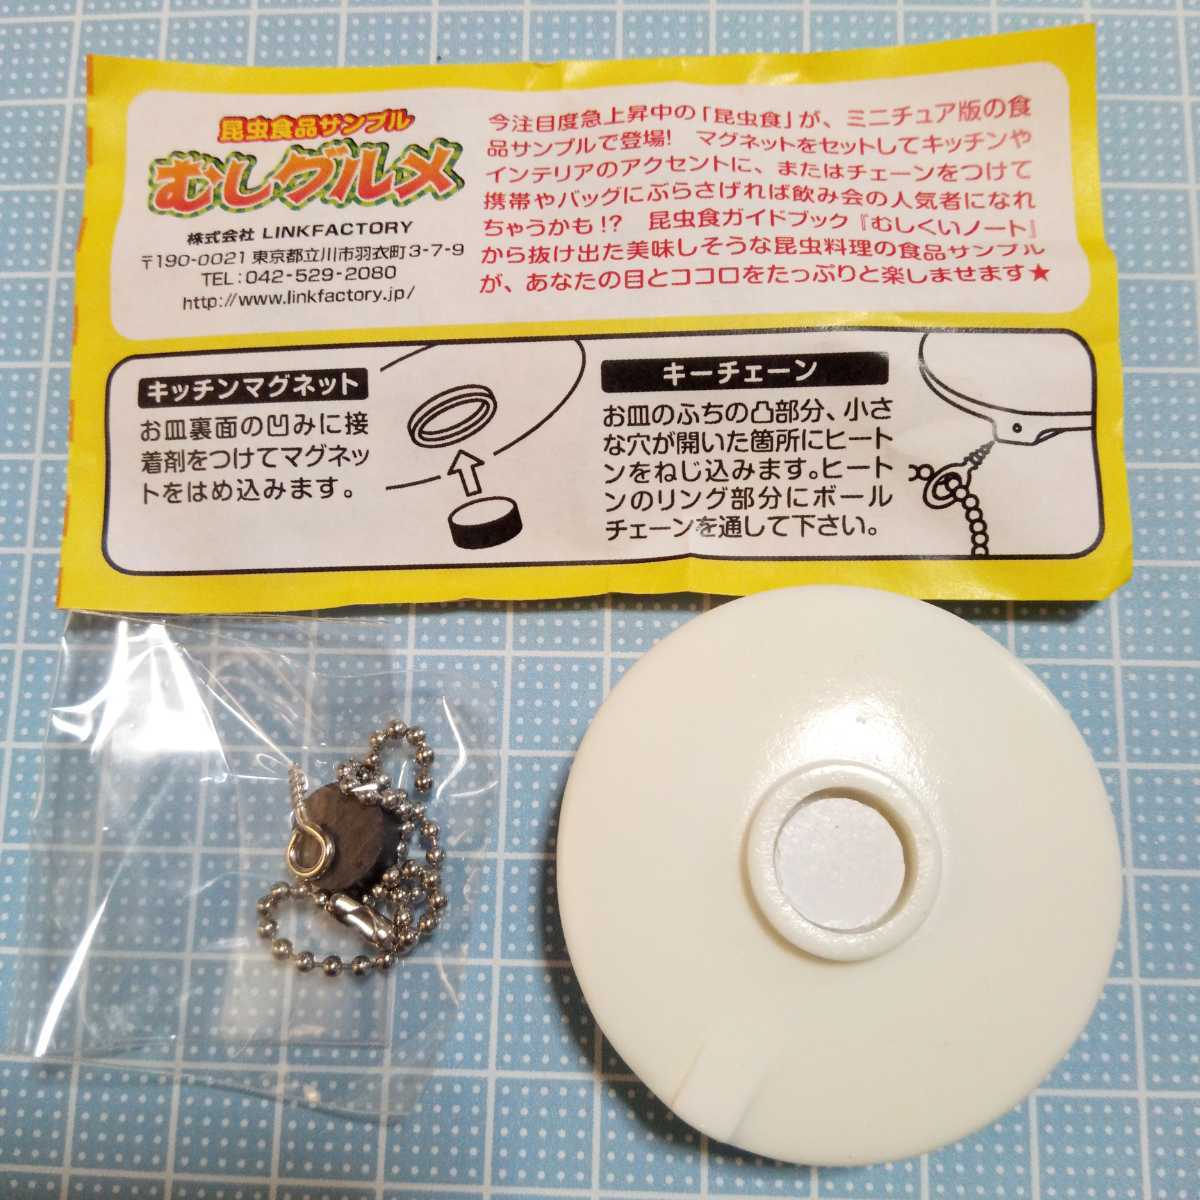 昆虫食品サンプル
むしグルメ
株式会社 LINKFACTORY
〒190-0021 東京都立川市羽衣町3-7-9
TEL:042-529-2080
http://www.linkfactory.jp/
今注目度急上昇中の「昆虫食」が、ミニチュア版の食
品サンプルで登場! マグネットをセットしてキッチンや
インテリアのアクセントに、またはチェーンをつけて
携帯やバッグにぶらさげれば飲み会の人気者になれ
ちゃうかも!? 昆虫食ガイドブック『むしくいノート』
から抜け出た美味しそうな昆虫料理の食品サンプル
が、あなたの目とココロをたっぷりと楽しませます★
キッチンマグネット
お皿裏面の凹みに接
着剤をつけてマグネッ
トをはめ込みます。
キーチェーン
お皿のふちの凸部分、小さ
な穴が開いた箇所にヒート
ンをねじ込みます。ヒート
ンのリング部分にボール
チェーンを通して下さい。